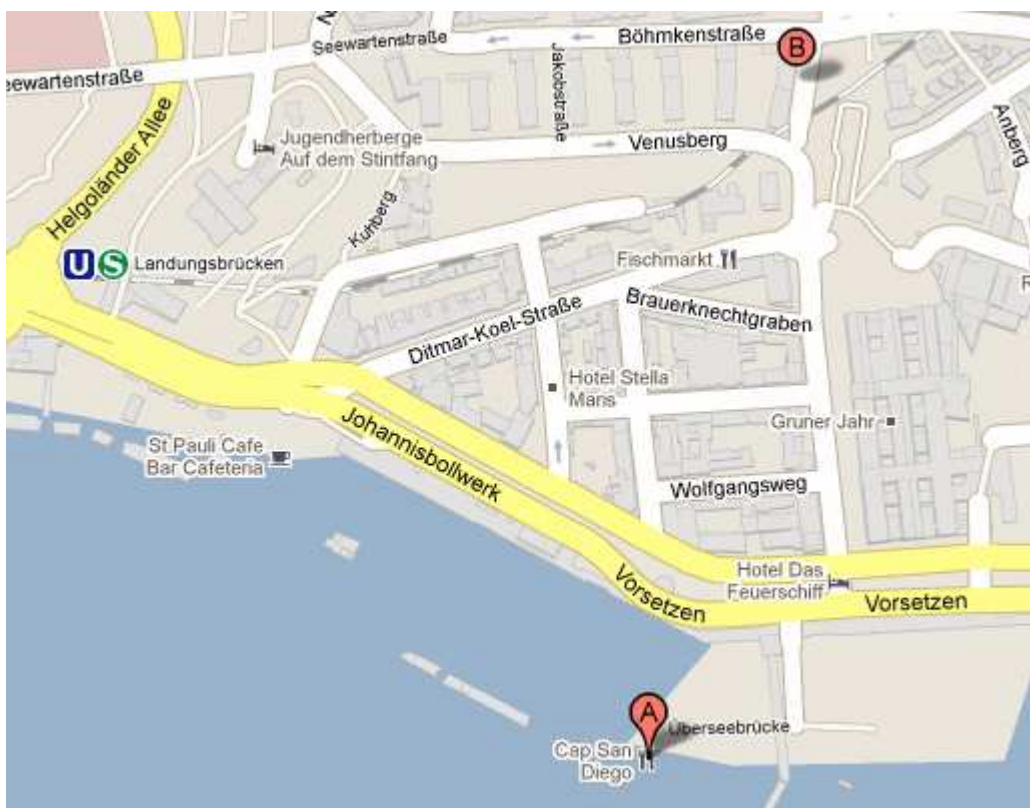 Seewartenstraße
eewartenstraße
Böhmkenstraße
B
Jakobstraße
Venusberg
Anberg
Jugendherberge
Auf dem Stintfang
Helgoländer Allee
Kuhberg
U S Landungsbrücken
Fischmarkt
Ditmar-Koel-Straße
Brauerknechtgraben
R
Hotel Stella
Maris
Gruner Jahr
St Pauli Cafe
Bar Cafeteria
Johannisbollwerk
Wolfgangsweg
Hotel Das
Feuerschiff
Vorsetzen
Vorsetzen
A
Überseebrücke
Cap San
Diego